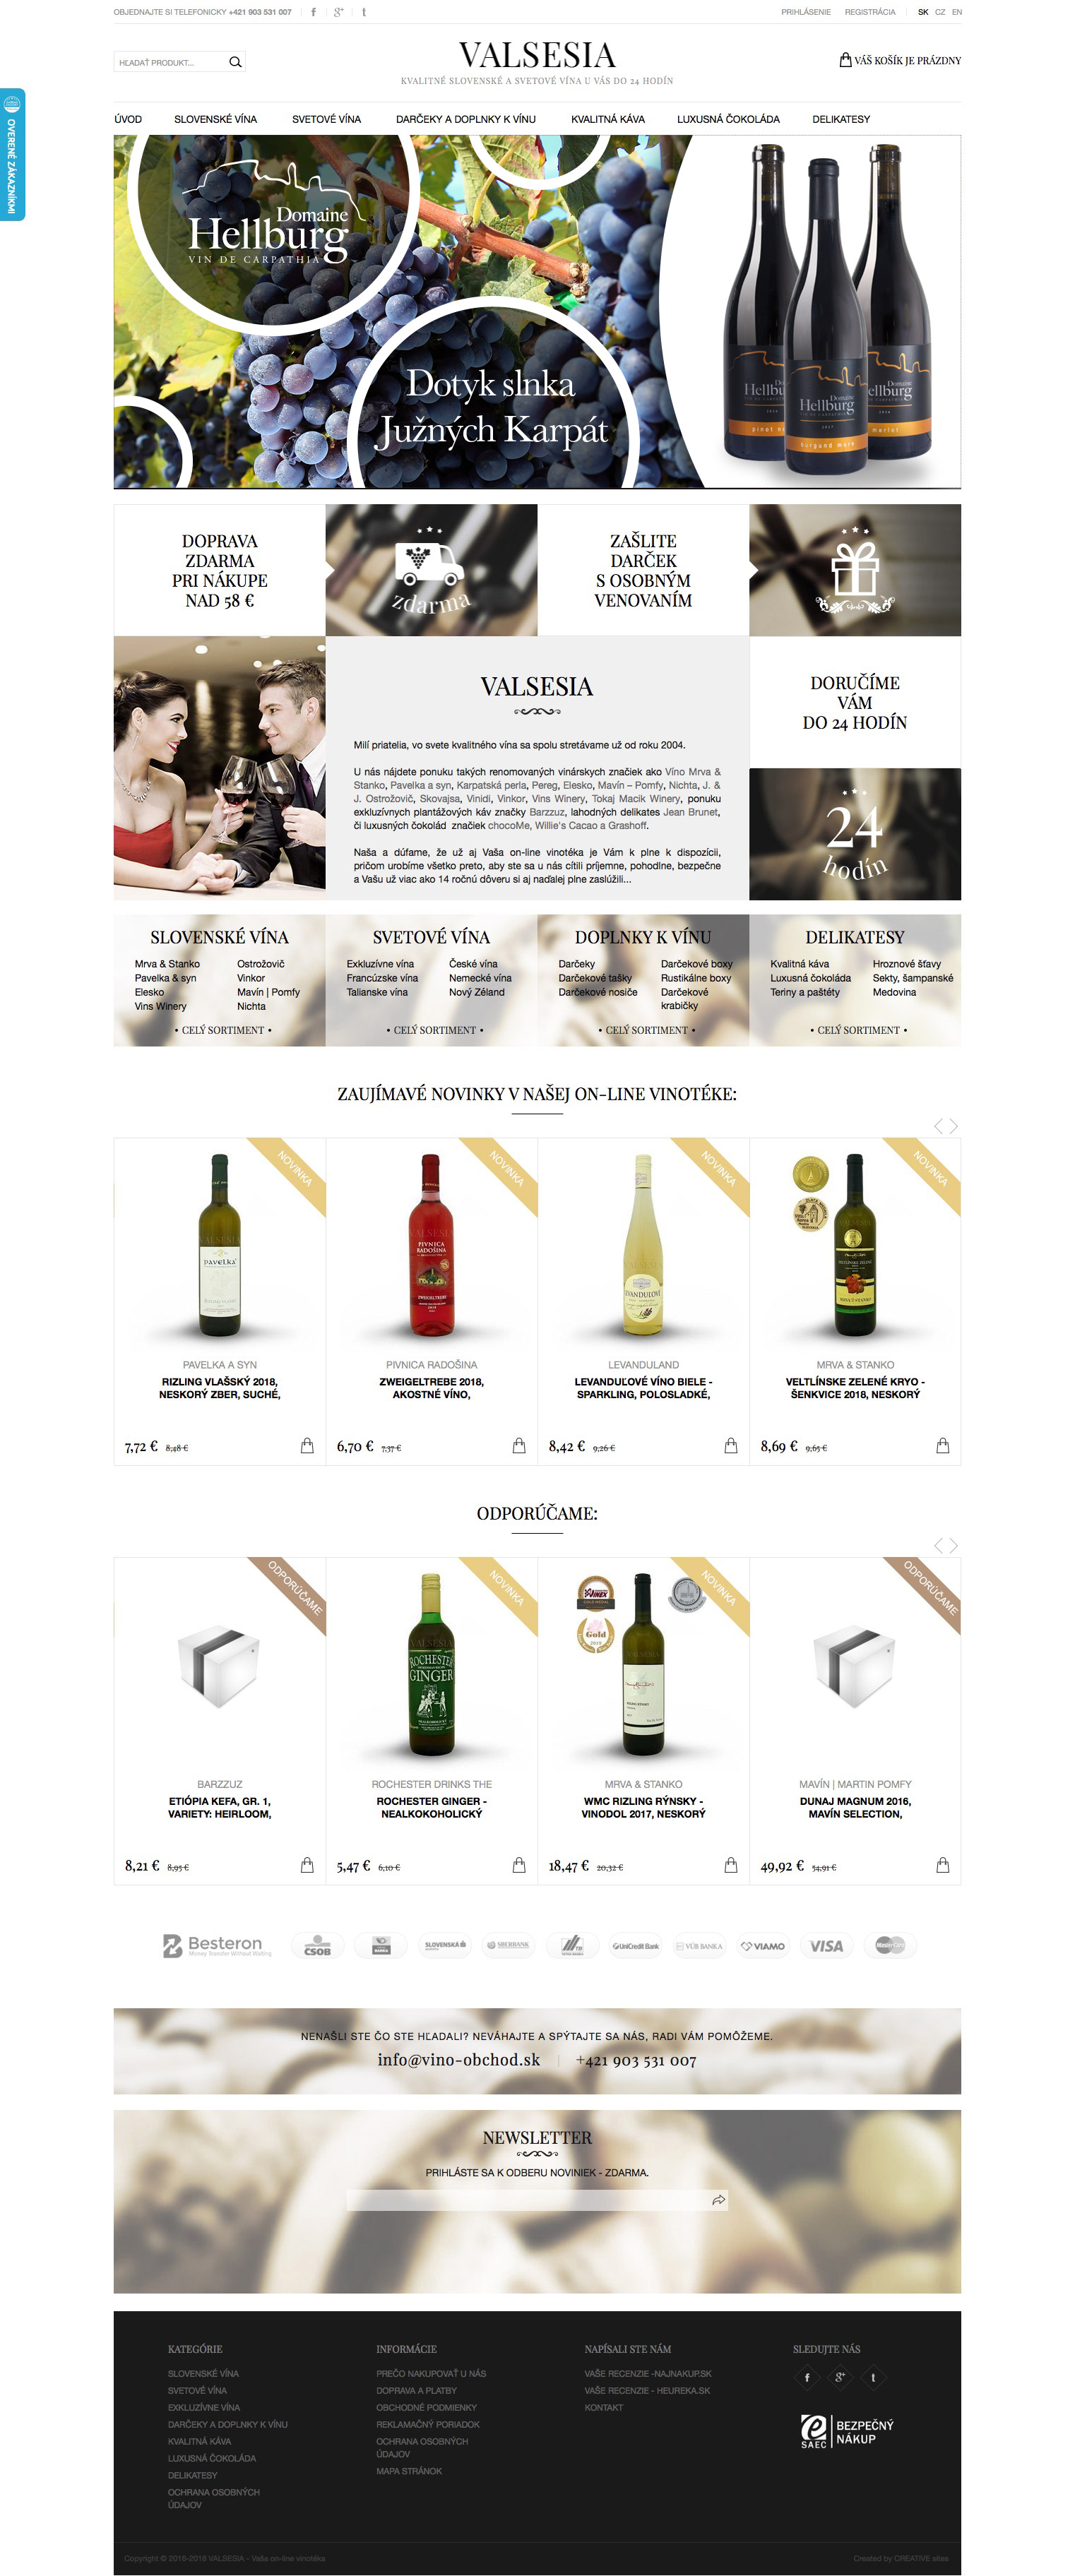 OBJEDNAJTE SI TELEFONICKY +421 903 531 007
PRIHLÁSENIE REGISTRÁCIA SK CZ EN
HĽADAŤ PRODUKT...
VALSESIA
KVALITNÉ SLOVENSKÉ A SVETOVÉ VÍNA U VÁS DO 24 HODÍN
VÁŠ KOŠÍK JE PRÁZDNY
OVERENÉ ZÁKAZNÍKMI
ÚVOD SLOVENSKÉ VÍNA SVETOVÉ VÍNA DARČEKY A DOPLNKY K VÍNU KVALITNÁ KÁVA LUXUSNÁ ČOKOLÁDA DELIKATESY
Domaine
Hellburg
VIN DE CARPATHIA
Dotyk slnka
Južných Karpát
Domaine
Hellburg
burgund mora
merlot
DOPRAVA
ZDARMA
PRI NÁKUPE
NAD 58 €
zdarma
ZAŠLITE
DARČEK
S OSOBNÝM
VENOVANÍM
VALSESIA
Milí priatelia, vo svete kvalitného vína sa spolu stretávame už od roku 2004.
U nás nájdete ponuku takých renomovaných vinárskych značiek ako Víno Mrva &
Stanko, Pavelka a syn, Karpatská perla, Pereg, Elesko, Mavín – Pomfy, Nichta, J. &
J. Ostrožovič, Skovajsa, Vinidi, Vinkor, Vins Winery, Tokaj Macik Winery, ponuku
exkluzívnych plantážových káv značky Barzzuz, lahodných delikates Jean Brunet,
či luxusných čokolád značiek chocoMe, Willie's Cacao a Grashoff.
Naša a dúfame, že už aj Vaša on-line vinotéka je Vám k plne k dispozícii,
pričom urobíme všetko preto, aby ste sa u nás cítili príjemne, pohodlne, bezpečne
a Vašu už viac ako 14 ročnú dôveru si aj naďalej plne zaslúžili...
DORUČÍME
VÁM
DO 24 HODÍN
24
hodín
SLOVENSKÉ VÍNA
Mrva & Stanko Ostrožovič
Pavelka & syn Vinkor
Elesko Mavín | Pomfy
Vins Winery Nichta
• CELÝ SORTIMENT •
SVETOVÉ VÍNA
Exkluzívne vína České vína
Francúzske vína Nemecké vína
Talianske vína Nový Zéland
• CELÝ SORTIMENT •
DOPLNKY K VÍNU
Darčeky Darčekové boxy
Darčekové tašky Rustikálne boxy
Darčekové nosiče Darčekové
krabičky
• CELÝ SORTIMENT •
DELIKATESY
Kvalitná káva Hroznové šťavy
Luxusná čokoláda Sekty, šampanské
Teriny a paštéty Medovina
• CELÝ SORTIMENT •
ZAUJÍMAVÉ NOVINKY V NAŠEJ ON-LINE VINOTÉKE:
NOVINKA NOVINKA NOVINKA NOVINKA
PAVELKA
PIVNICA
RADOŠINA
PAVELKA A SYN
RIZLING VLAŠSKÝ 2018,
NESKORÝ ZBER, SUCHÉ,
7,72 € 8,48 €
PIVNICA RADOŠINA
ZWEIGELTREBE 2018,
AKOSTNÉ VÍNO,
6,70 € 7,37 €
LEVANDULAND
LEVANDUĽOVÉ VÍNO BIELE -
SPARKLING, POLOSLADKÉ,
8,42 € 9,26 €
MRVA & STANKO
VELTLÍNSKE ZELENÉ KRYO -
ŠENKVICE 2018, NESKORÝ
8,69 € 9,65 €
ODPORÚČAME:
ODPORÚČAME NOVINKA NOVINKA ODPORÚČAME
ROCHESTER
GINGER
Gold
BARZZUZ
ETIÓPIA KEFA, GR. 1,
VARIETY: HEIRLOOM,
8,21 € 8,95 €
ROCHESTER DRINKS THE
ROCHESTER GINGER -
NEALKOKOHOLICKÝ
5,47 € 6,10 €
MRVA & STANKO
WMC RIZLING RÝNSKY -
VINODOL 2017, NESKORÝ
18,47 € 20,32 €
MAVÍN | MARTIN POMFY
DUNAJ MAGNUM 2016,
MAVÍN SELECTION,
49,92 € 54,91 €
Besteron
Money Transfer Without Waiting
ČSOB SLOVENSKÁ SBERBANK UniCredit Bank VÚB BANKA VIAMO VISA MasterCard
NENAŠLI STE ČO STE HĽADALI? NEVÁHAJTE A SPÝTAJTE SA NÁS, RADI VÁM POMÔŽEME.
info@vino-obchod.sk +421 903 531 007
NEWSLETTER
PRIHLÁSTE SA K ODBERU NOVINIEK - ZDARMA.
KATEGÓRIE
SLOVENSKÉ VÍNA
SVETOVÉ VÍNA
EXKLUZÍVNE VÍNA
DARČEKY A DOPLNKY K VÍNU
KVALITNÁ KÁVA
LUXUSNÁ ČOKOLÁDA
DELIKATESY
OCHRANA OSOBNÝCH
ÚDAJOV
INFORMÁCIE
PREČO NAKUPOVAŤ U NÁS
DOPRAVA A PLATBY
OBCHODNÉ PODMIENKY
REKLAMAČNÝ PORIADOK
OCHRANA OSOBNÝCH
ÚDAJOV
MAPA STRÁNOK
NAPÍSALI STE NÁM
VAŠE RECENZIE -NAJNAKUP.SK
VAŠE RECENZIE - HEUREKA.SK
KONTAKT
SLEDUJTE NÁS
SAEC
BEZPEČNÝ
NÁKUP
Copyright © 2016-2018 VALSESIA - Vaša on-line vinotéka
Created by CREATIVE sites